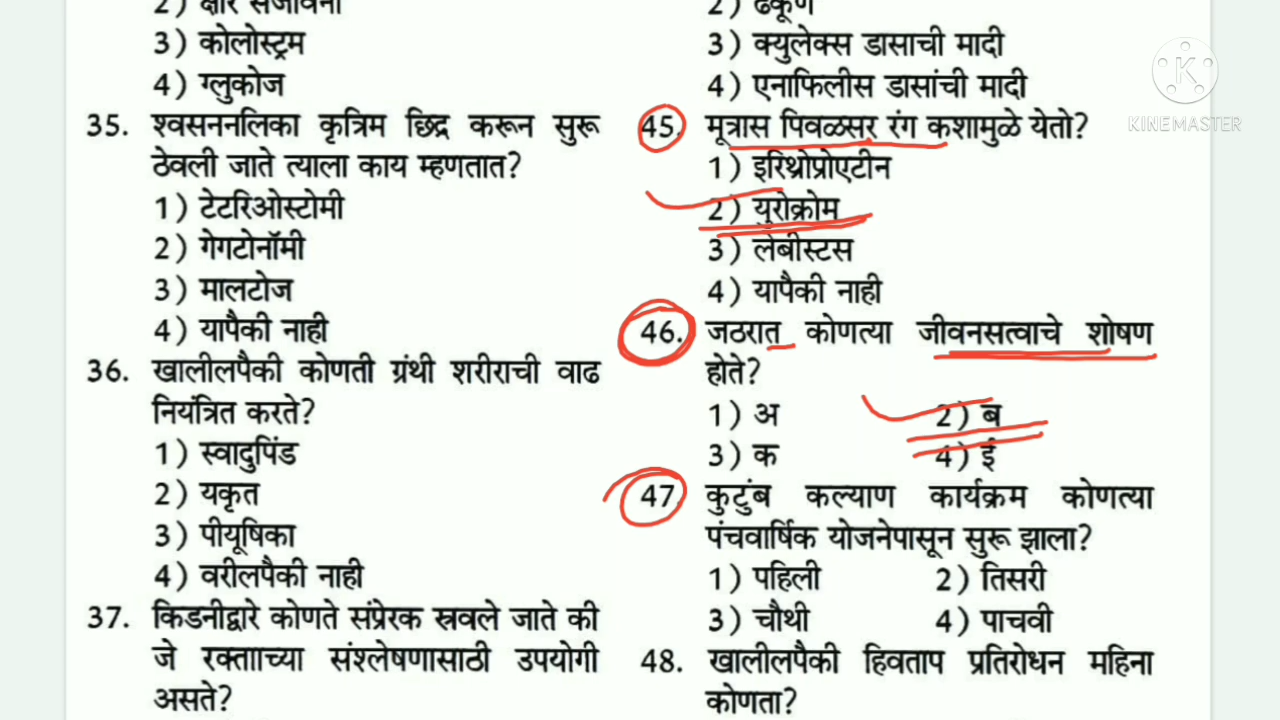 2) क्षार संजीवनी
3) कोलोस्ट्रम
4) ग्लुकोज
35. श्वसननलिका कृत्रिम छिद्र करून सुरू
ठेवली जाते त्याला काय म्हणतात?
1) टेटरिओस्टोमी
2) गेगटोनॉमी
3) मालटोज
4) यापैकी नाही
36. खालीलपैकी कोणती ग्रंथी शरीराची वाढ
नियंत्रित करते?
1) स्वादुपिंड
2) यकृत
3) पीयूषिका
4) वरीलपैकी नाही
37. किडनीद्वारे कोणते संप्रेरक स्रवले जाते की
जे रक्तााच्या संश्लेषणासाठी उपयोगी
असते?
2) ढेकूण
3) क्युलेक्स डासाची मादी
4) एनाफिलीस डासांची मादी
45. मूत्रास पिवळसर रंग कशामुळे येतो?
1) इरिथ्रोप्रोएटीन
2) युरोक्रोम
3) लेबीस्टस
4) यापैकी नाही
46. जठरात कोणत्या जीवनसत्वाचे शोषण
होते?
1) अ 2) ब
3) क 4) ई
47 कुटुंब कल्याण कार्यक्रम कोणत्या
पंचवार्षिक योजनेपासून सुरू झाला?
1) पहिली 2) तिसरी
3) चौथी 4) पाचवी
48. खालीलपैकी हिवताप प्रतिरोधन महिना
कोणता?
K
KINEMASTER